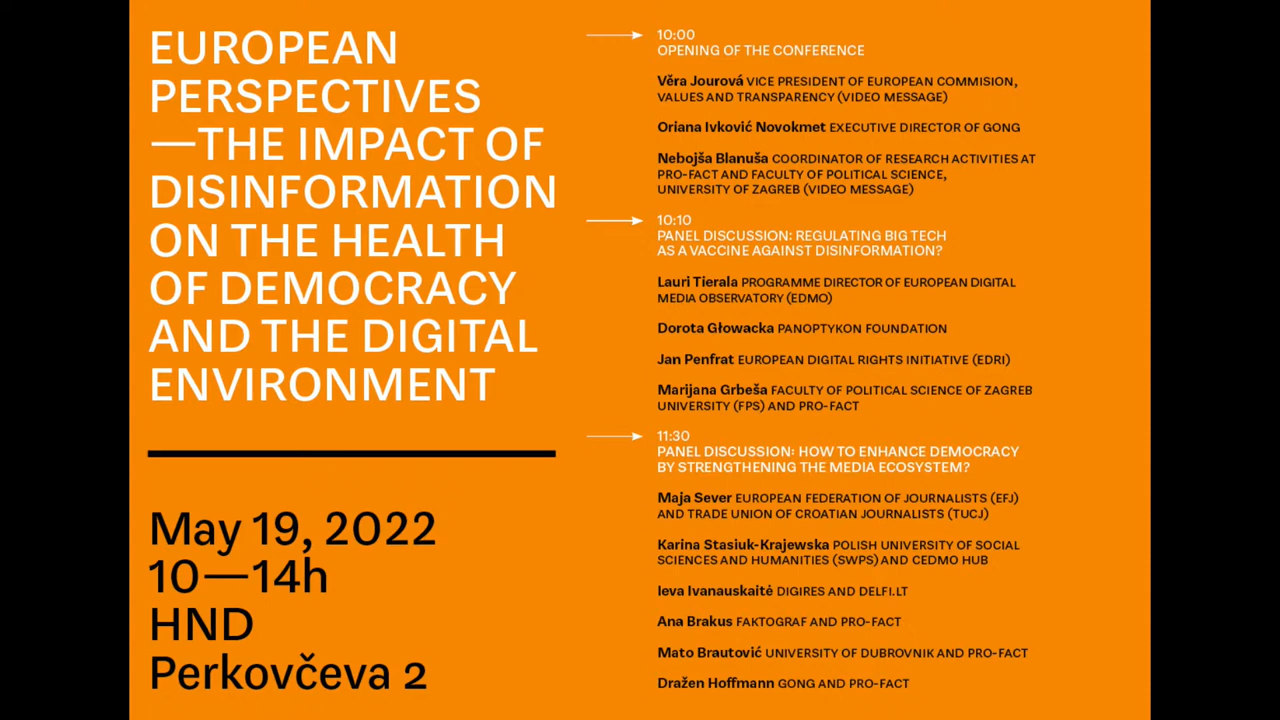 EUROPEAN
PERSPECTIVES
—THE IMPACT OF
DISINFORMATION
ON THE HEALTH
OF DEMOCRACY
AND THE DIGITAL
ENVIRONMENT
May 19, 2022
10—14h
HND
Perkovčeva 2
10:00
OPENING OF THE CONFERENCE
Věra Jourová VICE PRESIDENT OF EUROPEAN COMMISION,
VALUES AND TRANSPARENCY (VIDEO MESSAGE)
Oriana Ivković Novokmet EXECUTIVE DIRECTOR OF GONG
Nebojša Blanuša COORDINATOR OF RESEARCH ACTIVITIES AT
PRO-FACT AND FACULTY OF POLITICAL SCIENCE,
UNIVERSITY OF ZAGREB (VIDEO MESSAGE)
10:10
PANEL DISCUSSION: REGULATING BIG TECH
AS A VACCINE AGAINST DISINFORMATION?
Lauri Tierala PROGRAMME DIRECTOR OF EUROPEAN DIGITAL
MEDIA OBSERVATORY (EDMO)
Dorota Głowacka PANOPTYKON FOUNDATION
Jan Penfrat EUROPEAN DIGITAL RIGHTS INITIATIVE (EDRI)
Marijana Grbeša FACULTY OF POLITICAL SCIENCE OF ZAGREB
UNIVERSITY (FPS) AND PRO-FACT
11:30
PANEL DISCUSSION: HOW TO ENHANCE DEMOCRACY
BY STRENGTHENING THE MEDIA ECOSYSTEM?
Maja Sever EUROPEAN FEDERATION OF JOURNALISTS (EFJ)
AND TRADE UNION OF CROATIAN JOURNALISTS (TUCJ)
Karina Stasiuk-Krajewska POLISH UNIVERSITY OF SOCIAL
SCIENCES AND HUMANITIES (SWPS) AND CEDMO HUB
Ieva Ivanauskaitė DIGIRES AND DELFI.LT
Ana Brakus FAKTOGRAF AND PRO-FACT
Mato Brautović UNIVERSITY OF DUBROVNIK AND PRO-FACT
Dražen Hoffmann GONG AND PRO-FACT